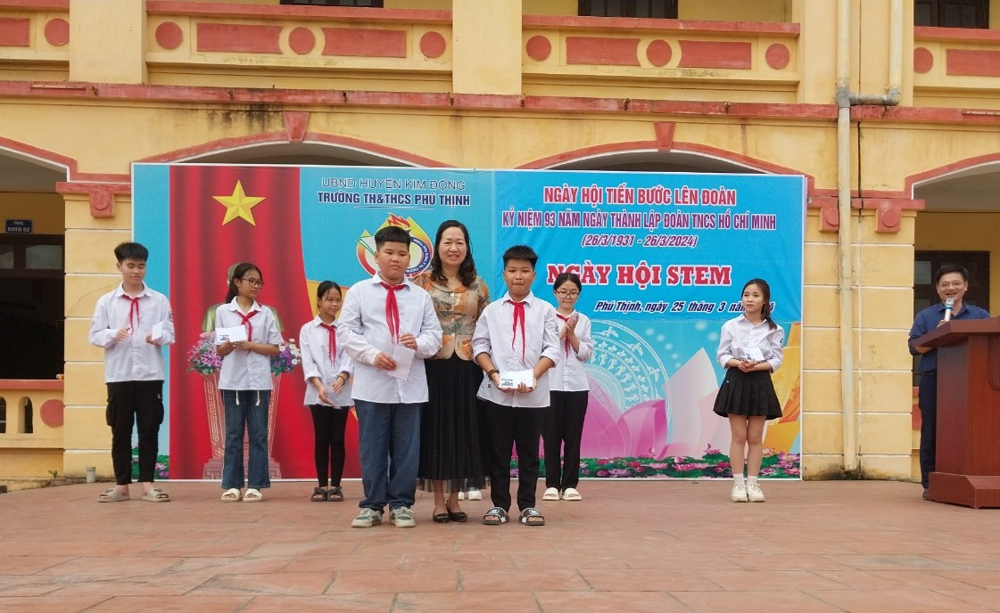 UBND HUYỆN KIM ĐỘNG
TRƯỜNG TH&THCS PHÚ THỊNH
NGÀY HỘI TIẾN BƯỚC LÊN ĐOÀN
KỶ NIỆM 93 NĂM NGÀY THÀNH LẬP ĐOÀN TNCS HỒ CHÍ MINH
(26/3/1931 - 26/3/2024)
NGÀY HỘI STEM
Phú Thịnh, ngày 25 tháng 3 năm